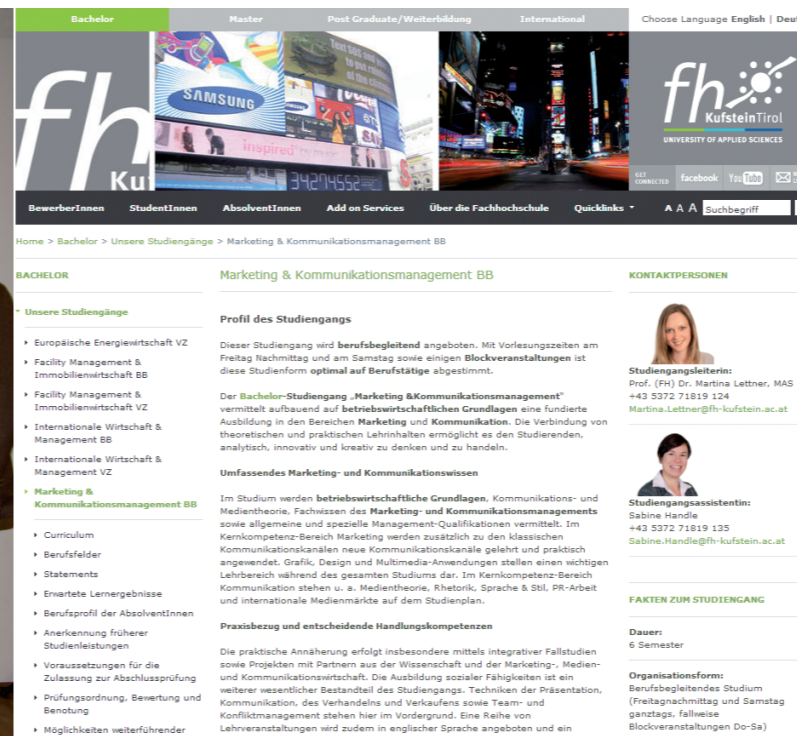 Bachelor
Master
Post Graduate/Weiterbildung
International
Choose Language English | Deu
fh
Ku
SAMSUNG
inspired
fh
KufsteinTirol
UNIVERSITY OF APPLIED SCIENCES
GET
CONNECTED
facebook
You Tube
BewerberInnen
StudentInnen
AbsolventInnen
Add on Services
Über die Fachhochschule
Quicklinks
A A A
Suchbegriff
Home > Bachelor > Unsere Studiengänge > Marketing & Kommunikationsmanagement BB
BACHELOR
Unsere Studiengänge
Europäische Energiewirtschaft VZ
Facility Management &
Immobilienwirtschaft BB
Facility Management &
Immobilienwirtschaft VZ
Internationale Wirtschaft &
Management BB
Internationale Wirtschaft &
Management VZ
Marketing &
Kommunikationsmanagement BB
Curriculum
Berufsfelder
Statements
Erwartete Lernergebnisse
Berufsprofil der AbsolventInnen
Anerkennung früherer
Studienleistungen
Voraussetzungen für die
Zulassung zur Abschlussprüfung
Prüfungsordnung, Bewertung und
Benotung
Möglichkeiten weiterführender
Marketing & Kommunikationsmanagement BB
Profil des Studiengangs
Dieser Studiengang wird berufsbegleitend angeboten. Mit Vorlesungszeiten am
Freitag Nachmittag und am Samstag sowie einigen Blockveranstaltungen ist
diese Studienform optimal auf Berufstätige abgestimmt.
Der Bachelor-Studiengang „Marketing &Kommunikationsmanagement"
vermittelt aufbauend auf betriebswirtschaftlichen Grundlagen eine fundierte
Ausbildung in den Bereichen Marketing und Kommunikation. Die Verbindung von
theoretischen und praktischen Lehrinhalten ermöglicht es den Studierenden,
analytisch, innovativ und kreativ zu denken und zu handeln.
Umfassendes Marketing- und Kommunikationswissen
Im Studium werden betriebswirtschaftliche Grundlagen, Kommunikations- und
Medientheorie, Fachwissen des Marketing- und Kommunikationsmanagements
sowie allgemeine und spezielle Management-Qualifikationen vermittelt. Im
Kernkompetenz-Bereich Marketing werden zusätzlich zu den klassischen
Kommunikationskanälen neue Kommunikationskanäle gelehrt und praktisch
angewendet. Grafik, Design und Multimedia-Anwendungen stellen einen wichtigen
Lehrbereich während des gesamten Studiums dar. Im Kernkompetenz-Bereich
Kommunikation stehen u. a. Medientheorie, Rhetorik, Sprache & Stil, PR-Arbeit
und internationale Medienmärkte auf dem Studienplan.
Praxisbezug und entscheidende Handlungskompetenzen
Die praktische Annäherung erfolgt insbesondere mittels integrativer Fallstudien
sowie Projekten mit Partnern aus der Wissenschaft und der Marketing-, Medien-
und Kommunikationswirtschaft. Die Ausbildung sozialer Fähigkeiten ist ein
weiterer wesentlicher Bestandteil des Studiengangs. Techniken der Präsentation,
Kommunikation, des Verhandelns und Verkaufens sowie Team- und
Konfliktmanagement stehen hier im Vordergrund. Eine Reihe von
Lehrveranstaltungen wird zudem in englischer Sprache angeboten und ein
KONTAKTPERSONEN
Studiengangsleiterin:
Prof. (FH) Dr. Martina Lettner, MAS
+43 5372 71819 124
Martina.Lettner@fh-kufstein.ac.at
Studiengangsassistentin:
Sabine Handle
+43 5372 71819 135
Sabine.Handle@fh-kufstein.ac.at
FAKTEN ZUM STUDIENGANG
Dauer:
6 Semester
Organisationsform:
Berufsbegleitendes Studium
(Freitagnachmittag und Samstag
ganztags, fallweise
Blockveranstaltungen Do-Sa)